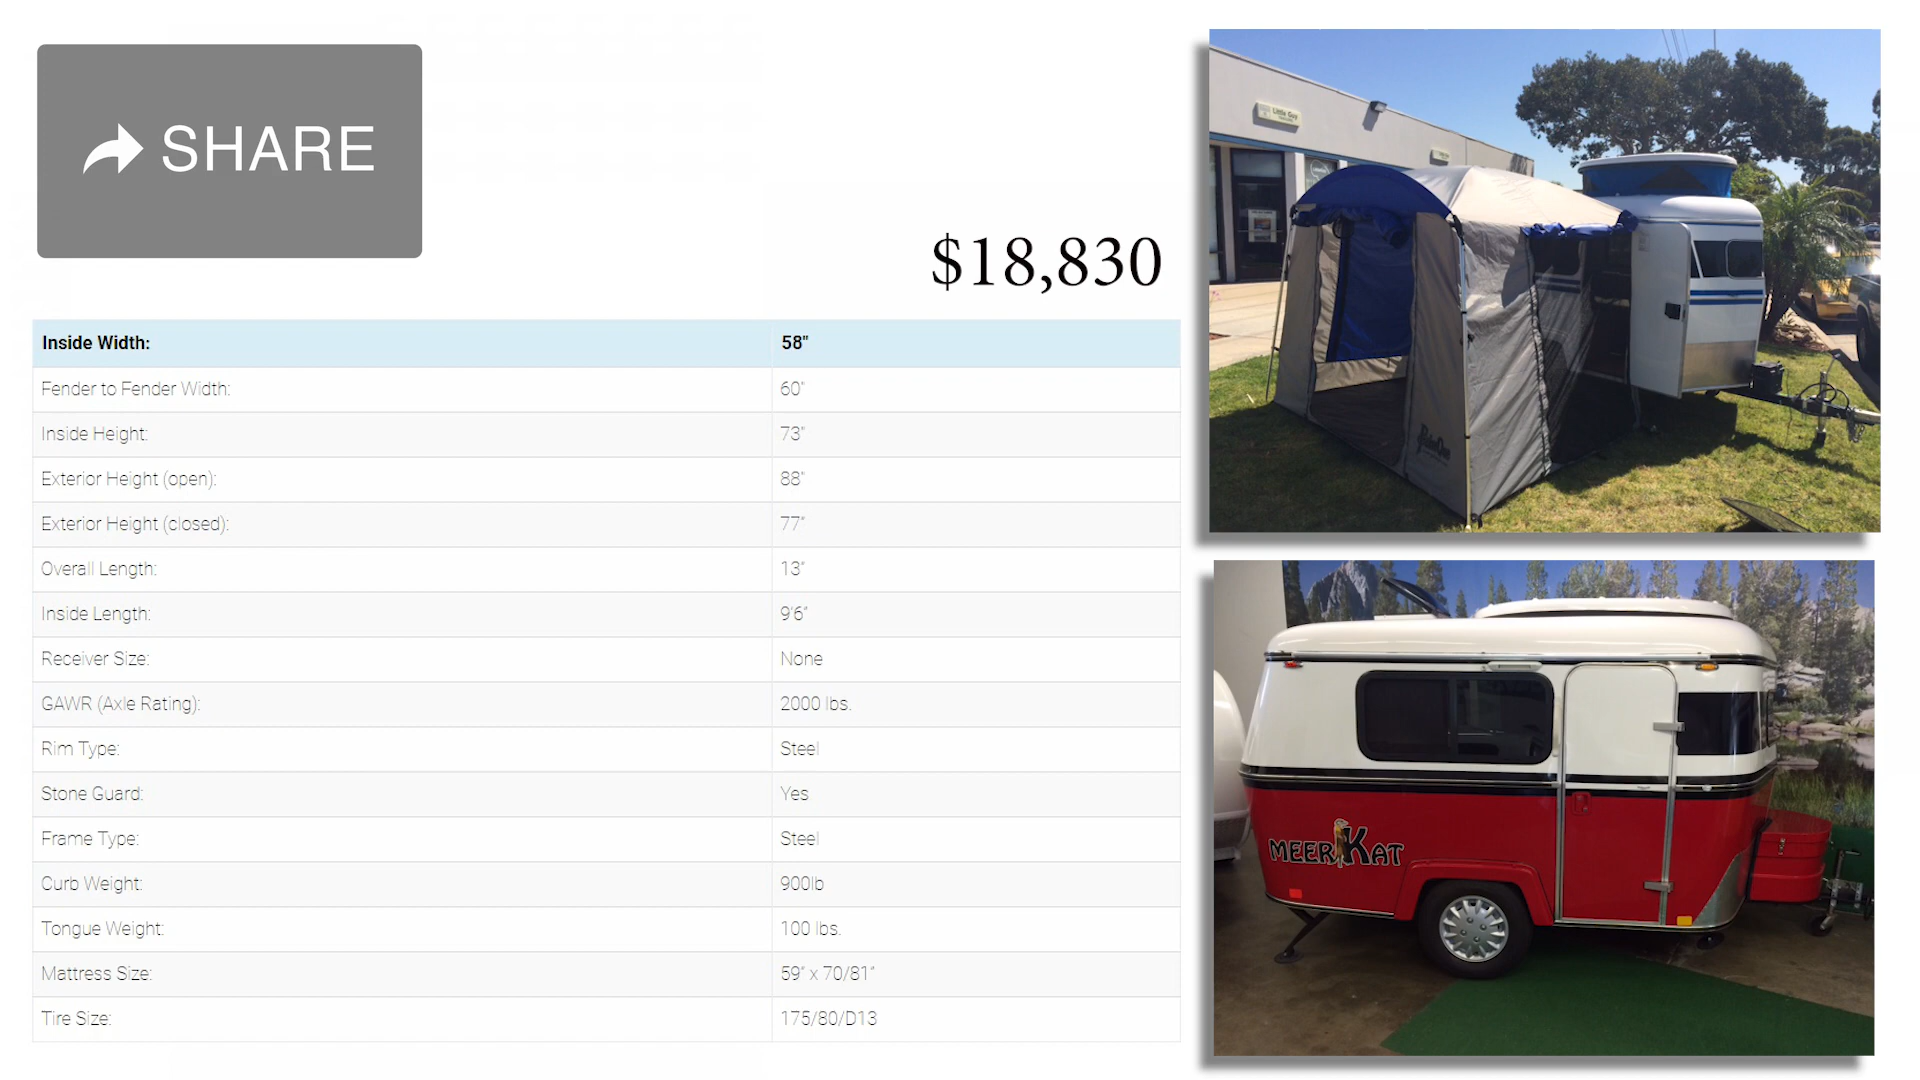 SHARE
$18,830
Inside Width: 58"
Fender to Fender Width: 60"
Inside Height: 73"
Exterior Height (open): 88"
Exterior Height (closed): 77"
Overall Length: 13"
Inside Length: 9'6"
Receiver Size: None
GAWR (Axle Rating): 2000 lbs.
Rim Type: Steel
Stone Guard: Yes
Frame Type: Steel
Curb Weight: 900lb
Tongue Weight: 100 lbs.
Mattress Size: 59" x 70/81"
Tire Size: 175/80/D13
Little Guy
MEERKAT